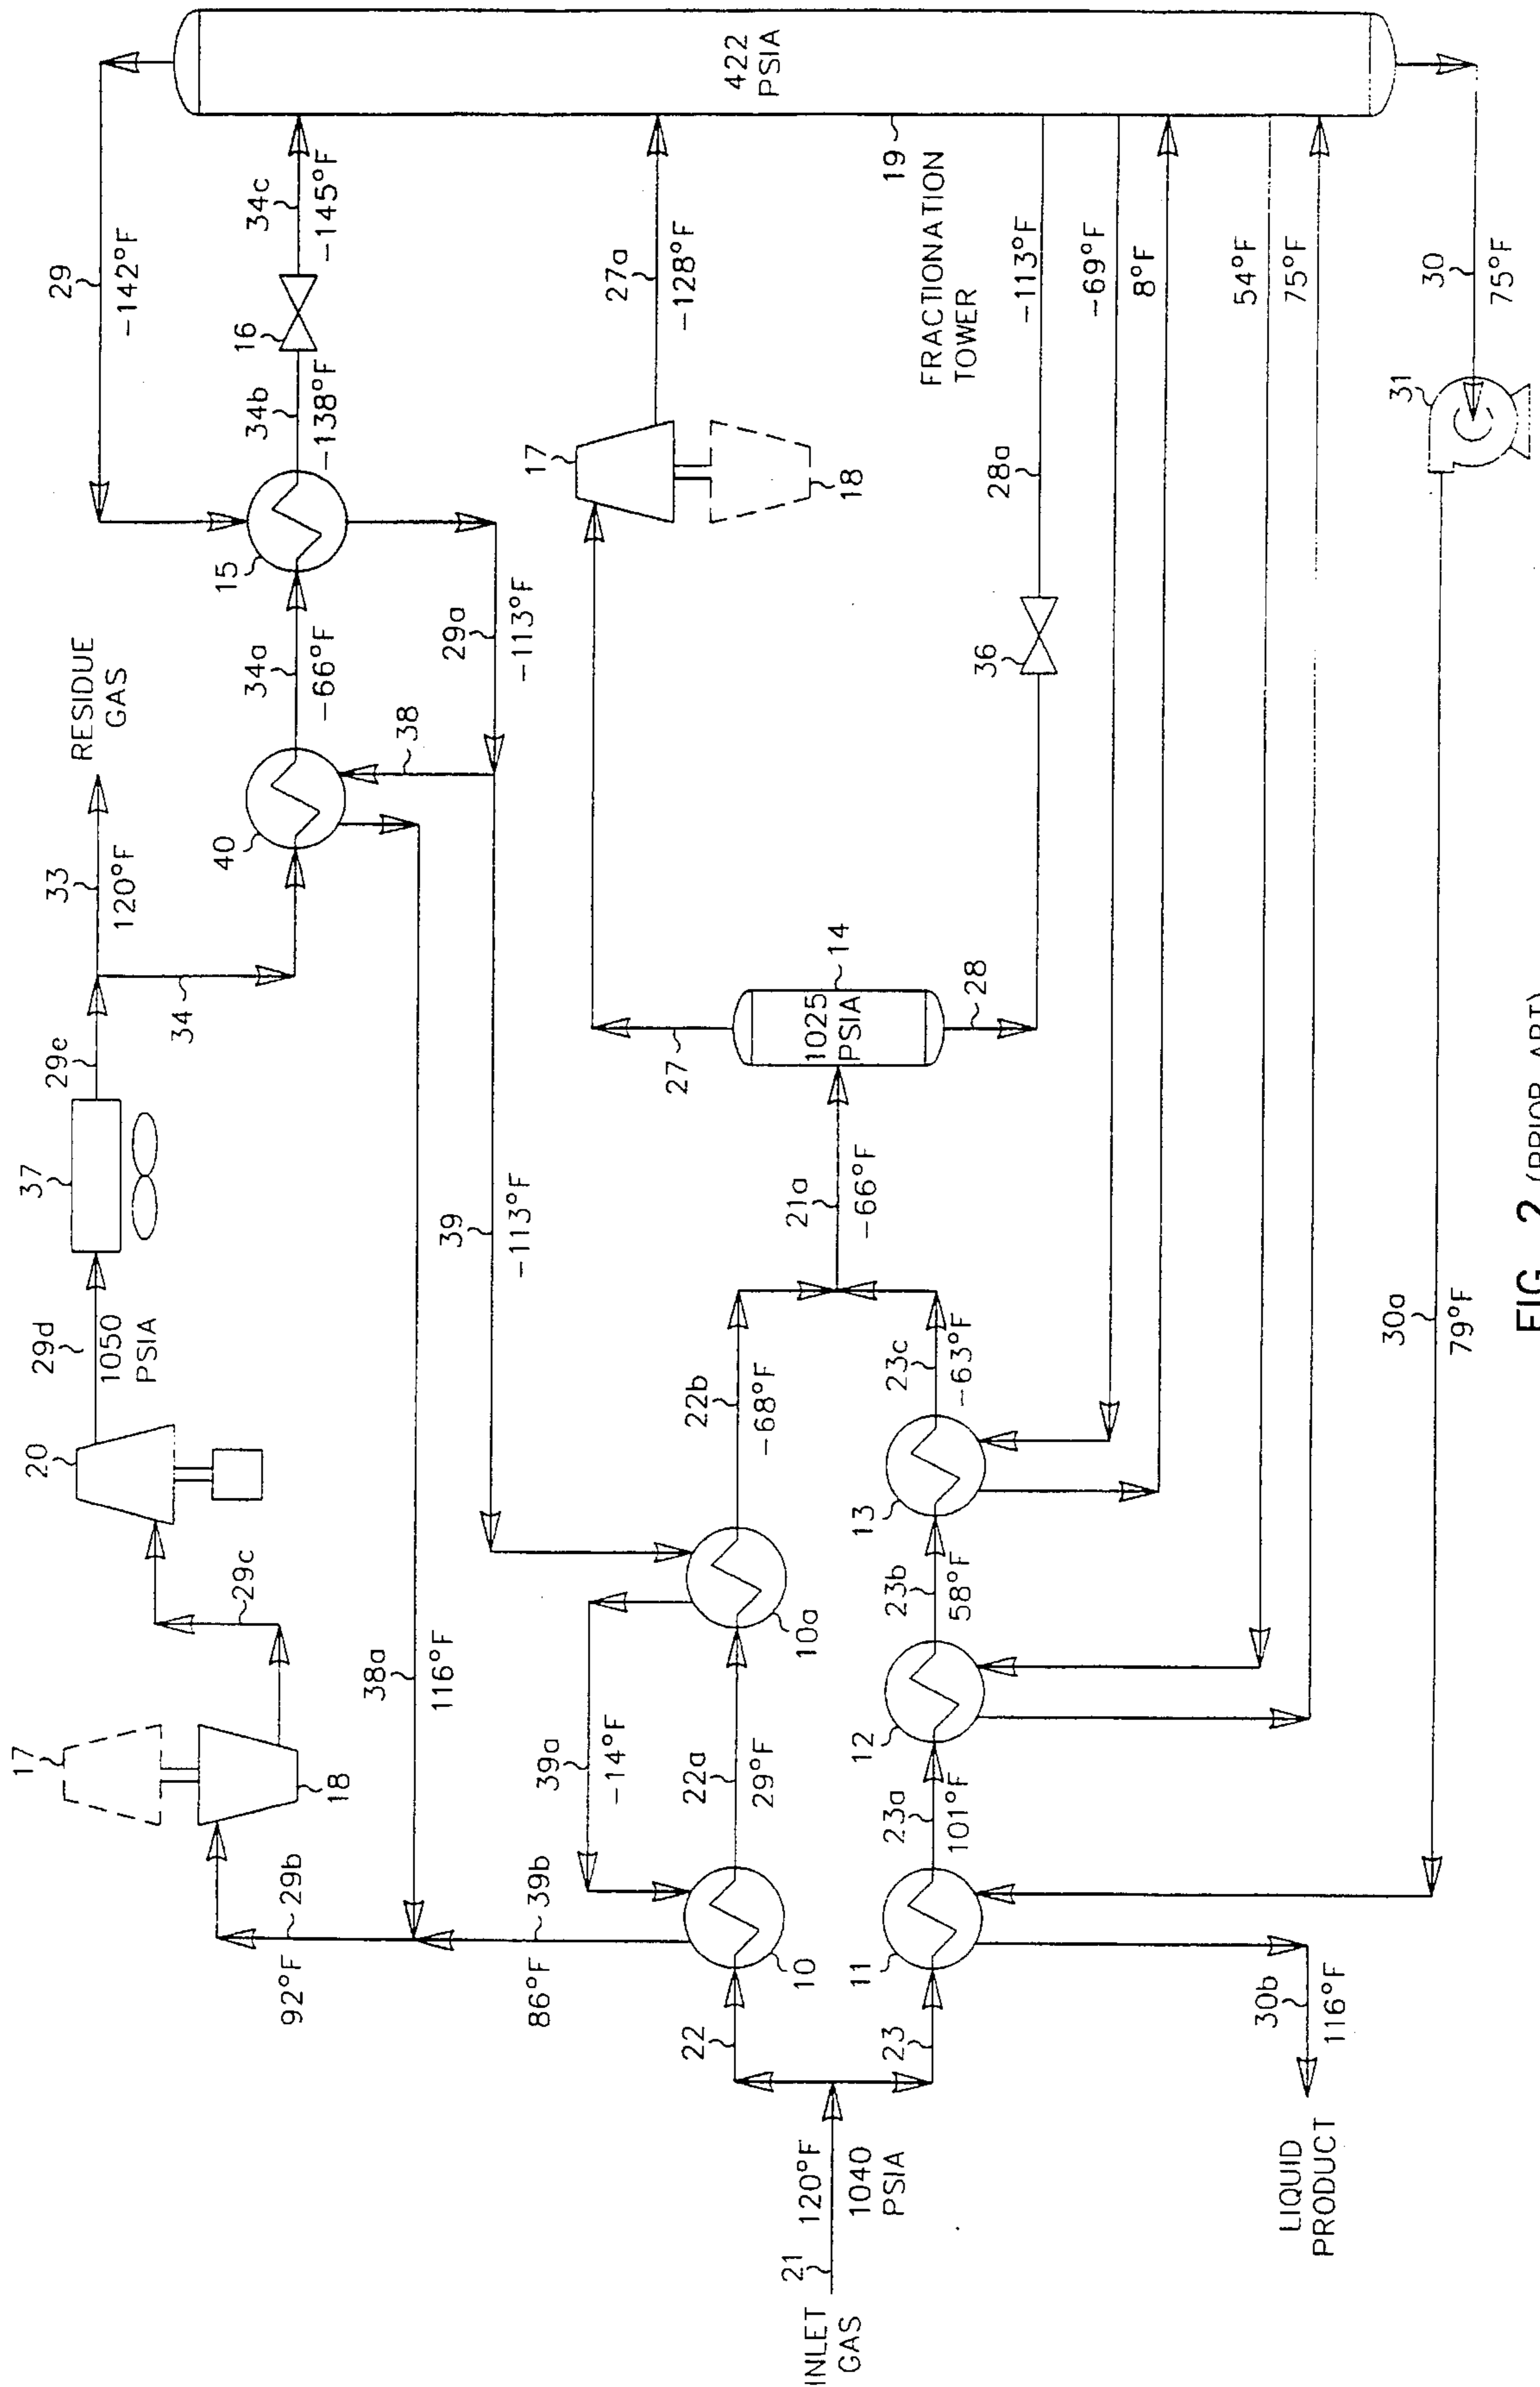 29
-142°F
RESIDUE
GAS
33
120°F
29e
37
29d
1050
PSIA
20
29c
17
18
29b
92°F
34
40
34a
-66°F
15
34b
-138°F
16
34c
-145°F
38
29a
-113°F
38a
116°F
39
-113°F
39a
-14°F
39b
86°F
17
18
27a
-128°F
422
PSIA
19
FRACTIONATION
TOWER
27
1025
PSIA
14
28
36
28a
-113°F
-69°F
8°F
54°F
75°F
30
75°F
31
30a
79°F
21a
-66°F
22b
-68°F
10a
22a
29°F
10
22
23c
-63°F
13
23b
58°F
12
23a
101°F
11
23
INLET
GAS
21
120°F
1040
PSIA
30b
116°F
LIQUID
PRODUCT
FIG. 2 (PRIOR ART)